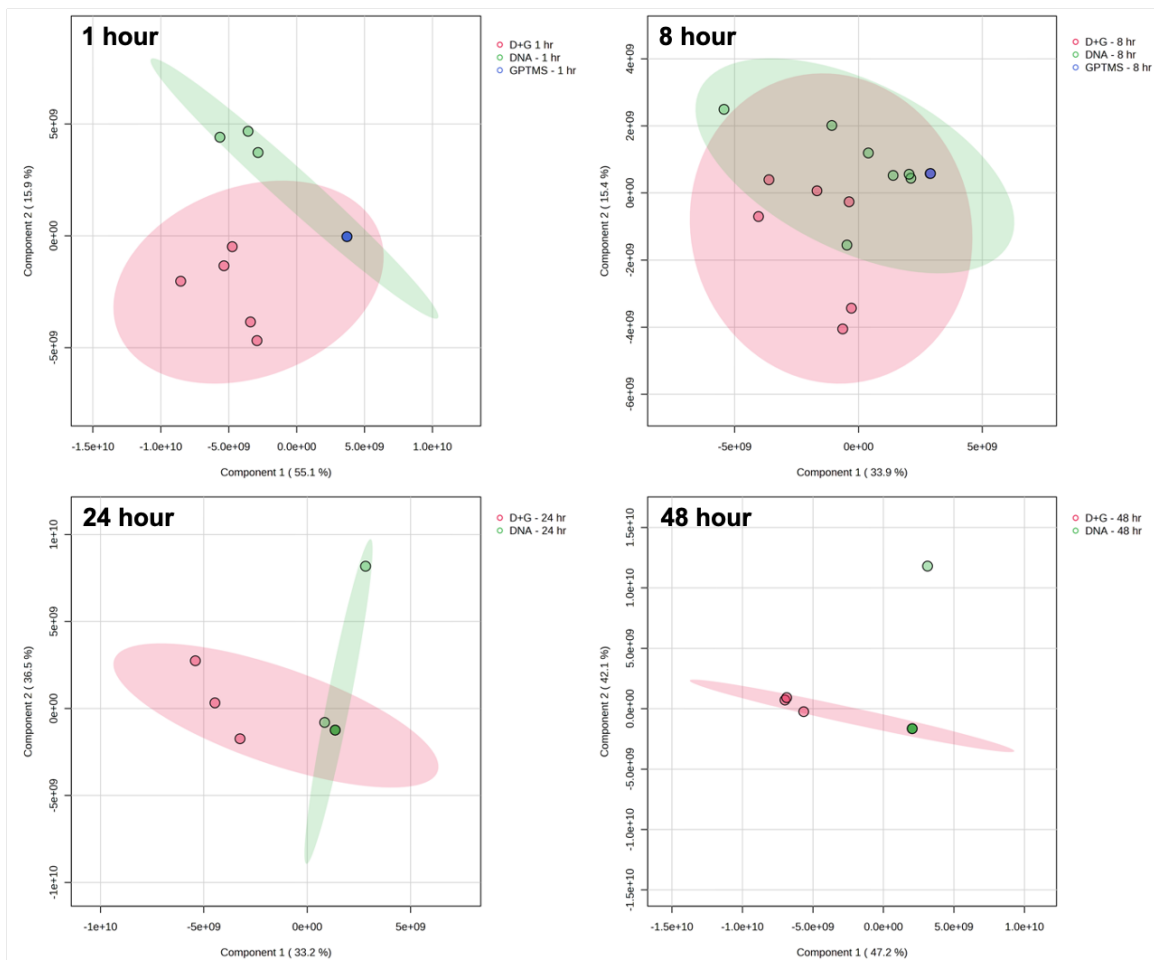 1 hour
D+G 1 hr
DNA - 1 hr
GPTMS - 1 hr
5e+09
0e+00
-5e+09
Component 2 ( 15.9 %)
-1.5e+10 -1.0e+10 -5.0e+09 0.0e+00 5.0e+09 1.0e+10
Component 1 ( 55.1 %)
8 hour
D+G - 8 hr
DNA - 8 hr
GPTMS - 8 hr
4e+09
2e+09
0e+00
-2e+09
-4e+09
-6e+09
Component 2 ( 15.4 %)
-5e+09 0e+00 5e+09
Component 1 ( 33.9 %)
24 hour
D+G - 24 hr
DNA - 24 hr
1e+10
5e+09
0e+00
-5e+09
-1e+10
Component 2 ( 36.5 %)
-1e+10 -5e+09 0e+00 5e+09
Component 1 ( 33.2 %)
48 hour
D+G - 48 hr
DNA - 48 hr
1.5e+10
1.0e+10
5.0e+09
0.0e+00
-5.0e+09
-1.0e+10
-1.5e+10
Component 2 ( 42.1 %)
-1.5e+10 -1.0e+10 -5.0e+09 0.0e+00 5.0e+09 1.0e+10
Component 1 ( 47.2 %)